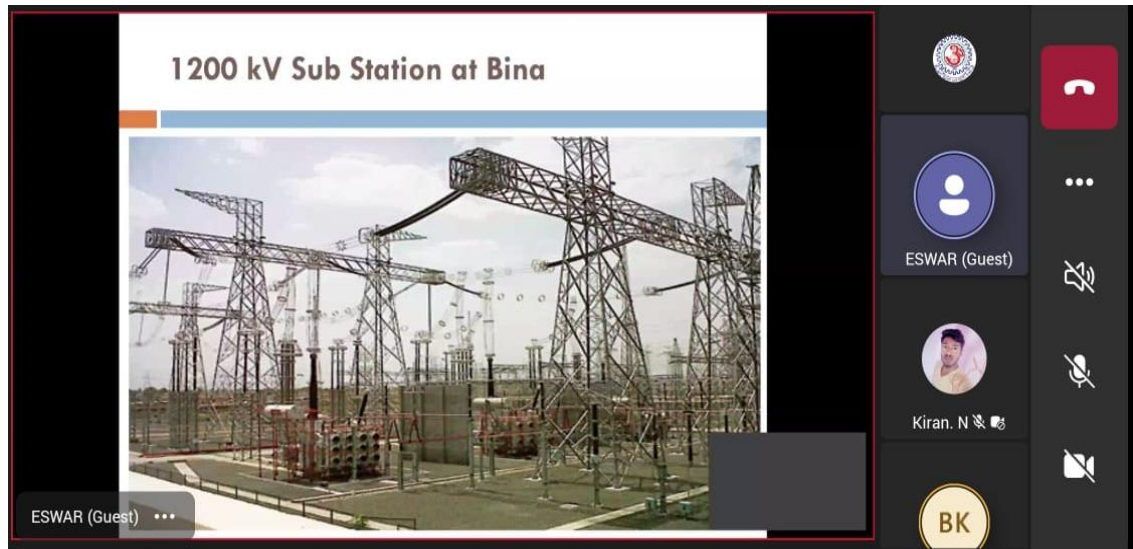 1200 kV Sub Station at Bina
ESWAR (Guest)
Kiran. N
BK
ESWAR (Guest)